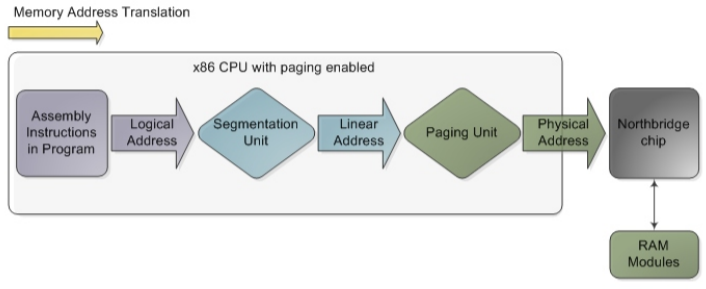 Memory Address Translation
x86 CPU with paging enabled
Assembly
Instructions
in Program
Logical
Address
Segmentation
Unit
Linear
Address
Paging Unit
Physical
Address
Northbridge
chip
RAM
Modules